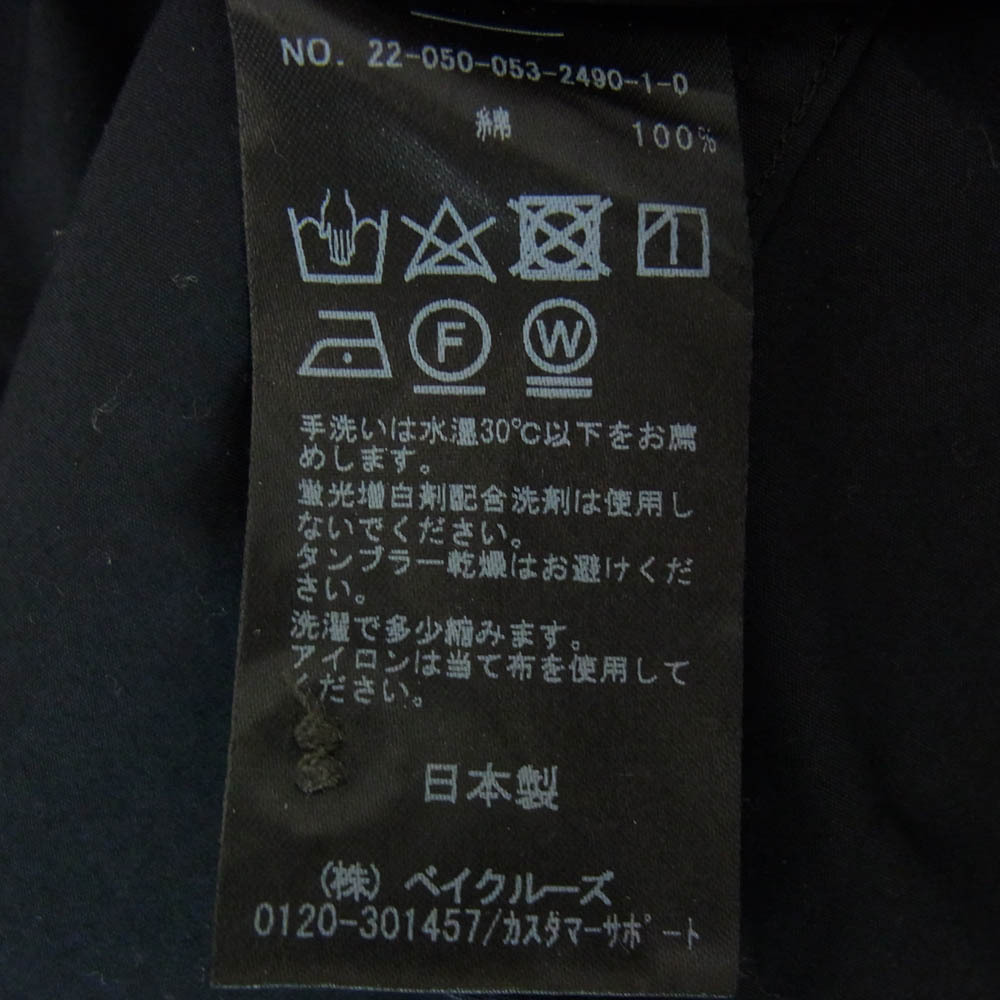 NO. 22-050-053-2490-1-0
綿 100%
F W
手洗いは水温30℃以下をお薦
めします。
蛍光増白剤配合洗剤は使用し
ないでください。
タンブラー乾燥はお避けくだ
さい。
洗濯で多少縮みます。
アイロンは当て布を使用して
ください。
日本製
(株) ベイクルーズ
0120-301457/カスタマーサポート